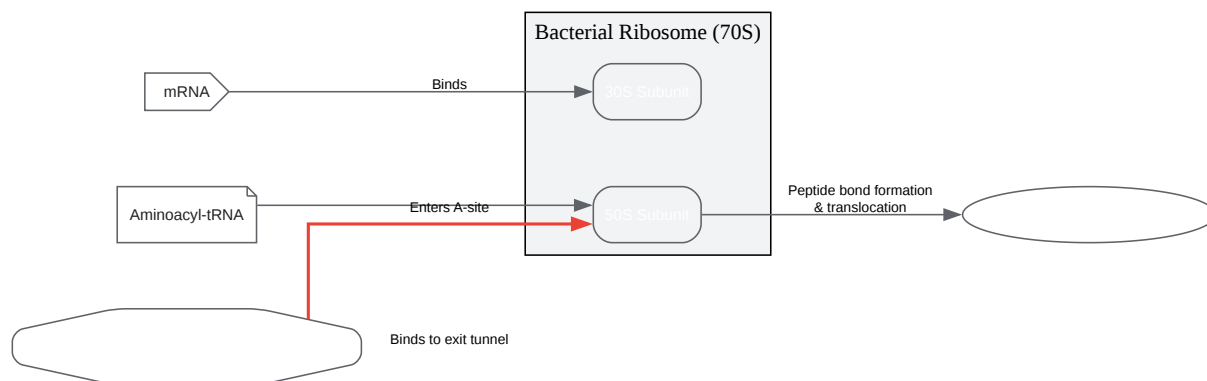 Bacterial Ribosome (70S)
mRNA
Binds
30S Subunit
Aminoacyl-tRNA
Enters A-site
50S Subunit
Peptide bond formation
& translocation
Binds to exit tunnel